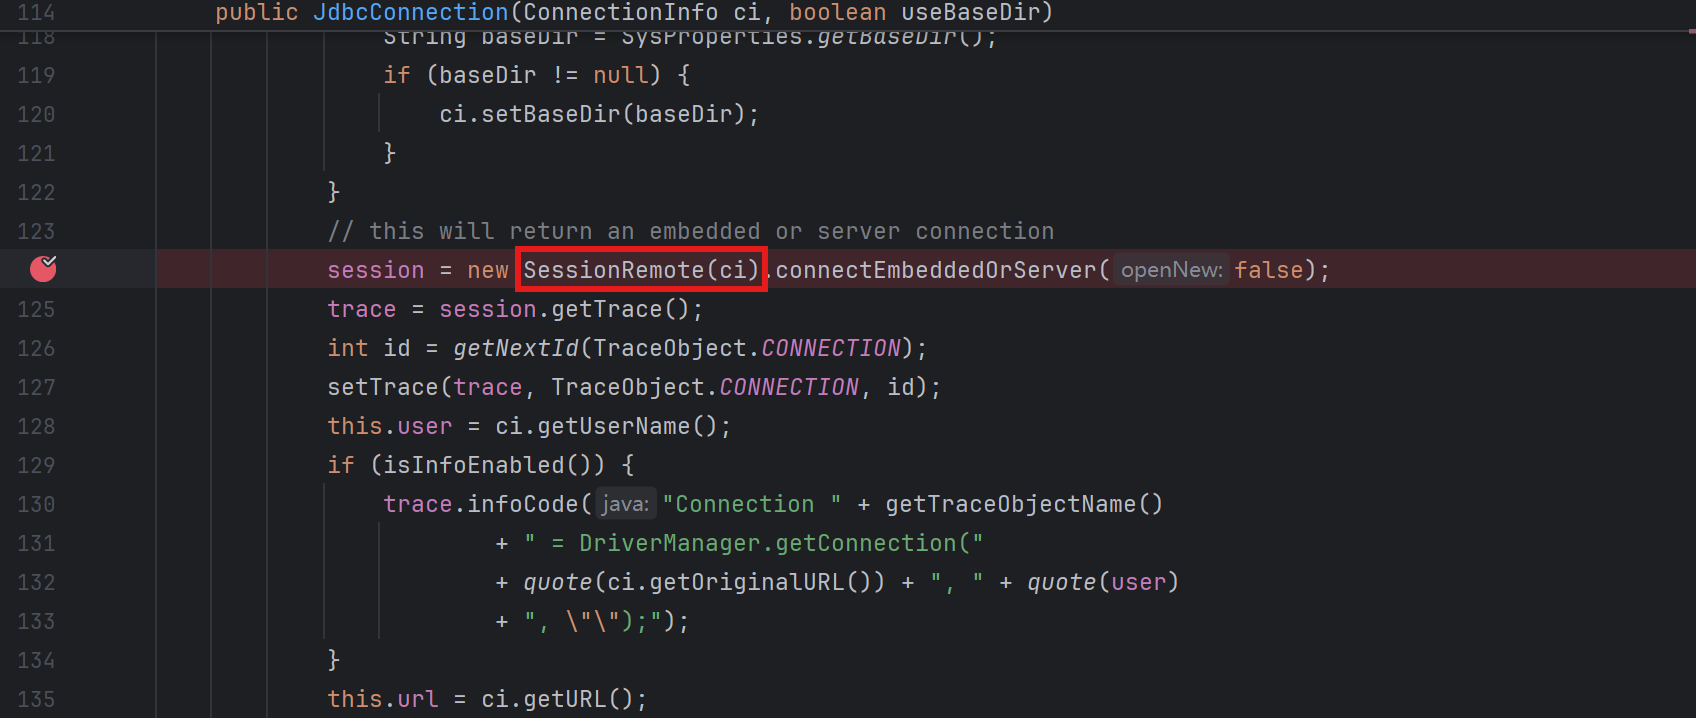 114 public JdbcConnection(ConnectionInfo ci, boolean useBaseDir)
118 String baseDir = SysProperties.getBaseDir();
119 if (baseDir != null) {
120 ci.setBaseDir(baseDir);
121 }
122 }
123 // this will return an embedded or server connection
session = new SessionRemote(ci).connectEmbeddedOrServer( openNew: false);
125 trace = session.getTrace();
126 int id = getNextId(TraceObject.CONNECTION);
127 setTrace(trace, TraceObject.CONNECTION, id);
128 this.user = ci.getUserName();
129 if (isInfoEnabled()) {
130 trace.infoCode( java: "Connection " + getTraceObjectName()
131 + " = DriverManager.getConnection("
132 + quote(ci.getOriginalURL()) + ", " + quote(user)
133 + ", \"\");");
134 }
135 this.url = ci.getURL();